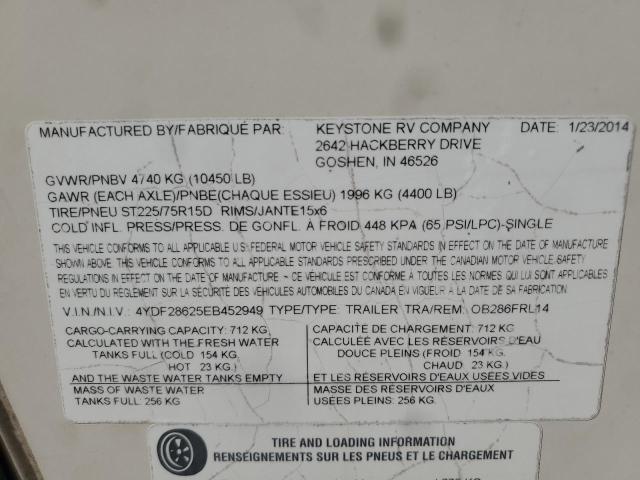 MANUFACTURED BY/FABRIQUÉ PAR: KEYSTONE RV COMPANY DATE: 1/23/2014
2642 HACKBERRY DRIVE
GOSHEN, IN 46526
GVWR/PNBV 4740 KG (10450 LB)
GAWR (EACH AXLE)/PNBE(CHAQUE ESSIEU) 1996 KG (4400 LB)
TIRE/PNEU ST225/75R15D RIMS/JANTE15x6
COLD INFL. PRESS/PRESS. DE GONFL. À FROID 448 KPA (65 PSI/LPC)-SINGLE
THIS VEHICLE CONFORMS TO ALL APPLICABLE U.S. FEDERAL MOTOR VEHICLE SAFETY STANDARDS IN EFFECT ON THE DATE OF MANUFACTURE
SHOWN ABOVE. THIS VEHICLE CONFORMS TO ALL APPLICABLE STANDARDS PRESCRIBED UNDER THE CANADIAN MOTOR VEHICLE SAFETY
REGULATIONS IN EFFECT ON THE DATE OF MANUFACTURE ~ CE VÉHICULE EST CONFORME À TOUTES LES NORMES QUI LUI SONT APPLICABLES
EN VERTU DU RÈGLEMENT SUR LA SÉCURITÉ DES VÉHICULES AUTOMOBILES DU CANADA EN VIGUEUR À LA DATE DE SA FABRICATION
V.I.N./N.I.V.: 4YDF28625EB452949 TYPE/TYPE: TRAILER TRA/REM. OB286FRL14
CARGO-CARRYING CAPACITY: 712 KG
CALCULATED WITH THE FRESH WATER
TANKS FULL (COLD 154 KG
HOT 23 KG.)
AND THE WASTE WATER TANKS EMPTY
MASS OF WASTE WATER
TANKS FULL: 256 KG
CAPACITÉ DE CHARGEMENT: 712 KG
CALCULÉE AVEC LES RÉSERVOIRS D'EAU
DOUCE PLEINS (FROID 154 KG.
CHAUD: 23 KG.)
ET LES RÉSERVOIRS D'EAUX USÉES VIDES
MASSE DES RÉSERVOIRS D'EAUX
USÉES PLEINS: 256 KG.
TIRE AND LOADING INFORMATION
RENSEIGNEMENTS SUR LES PNEUS ET LE CHARGEMENT